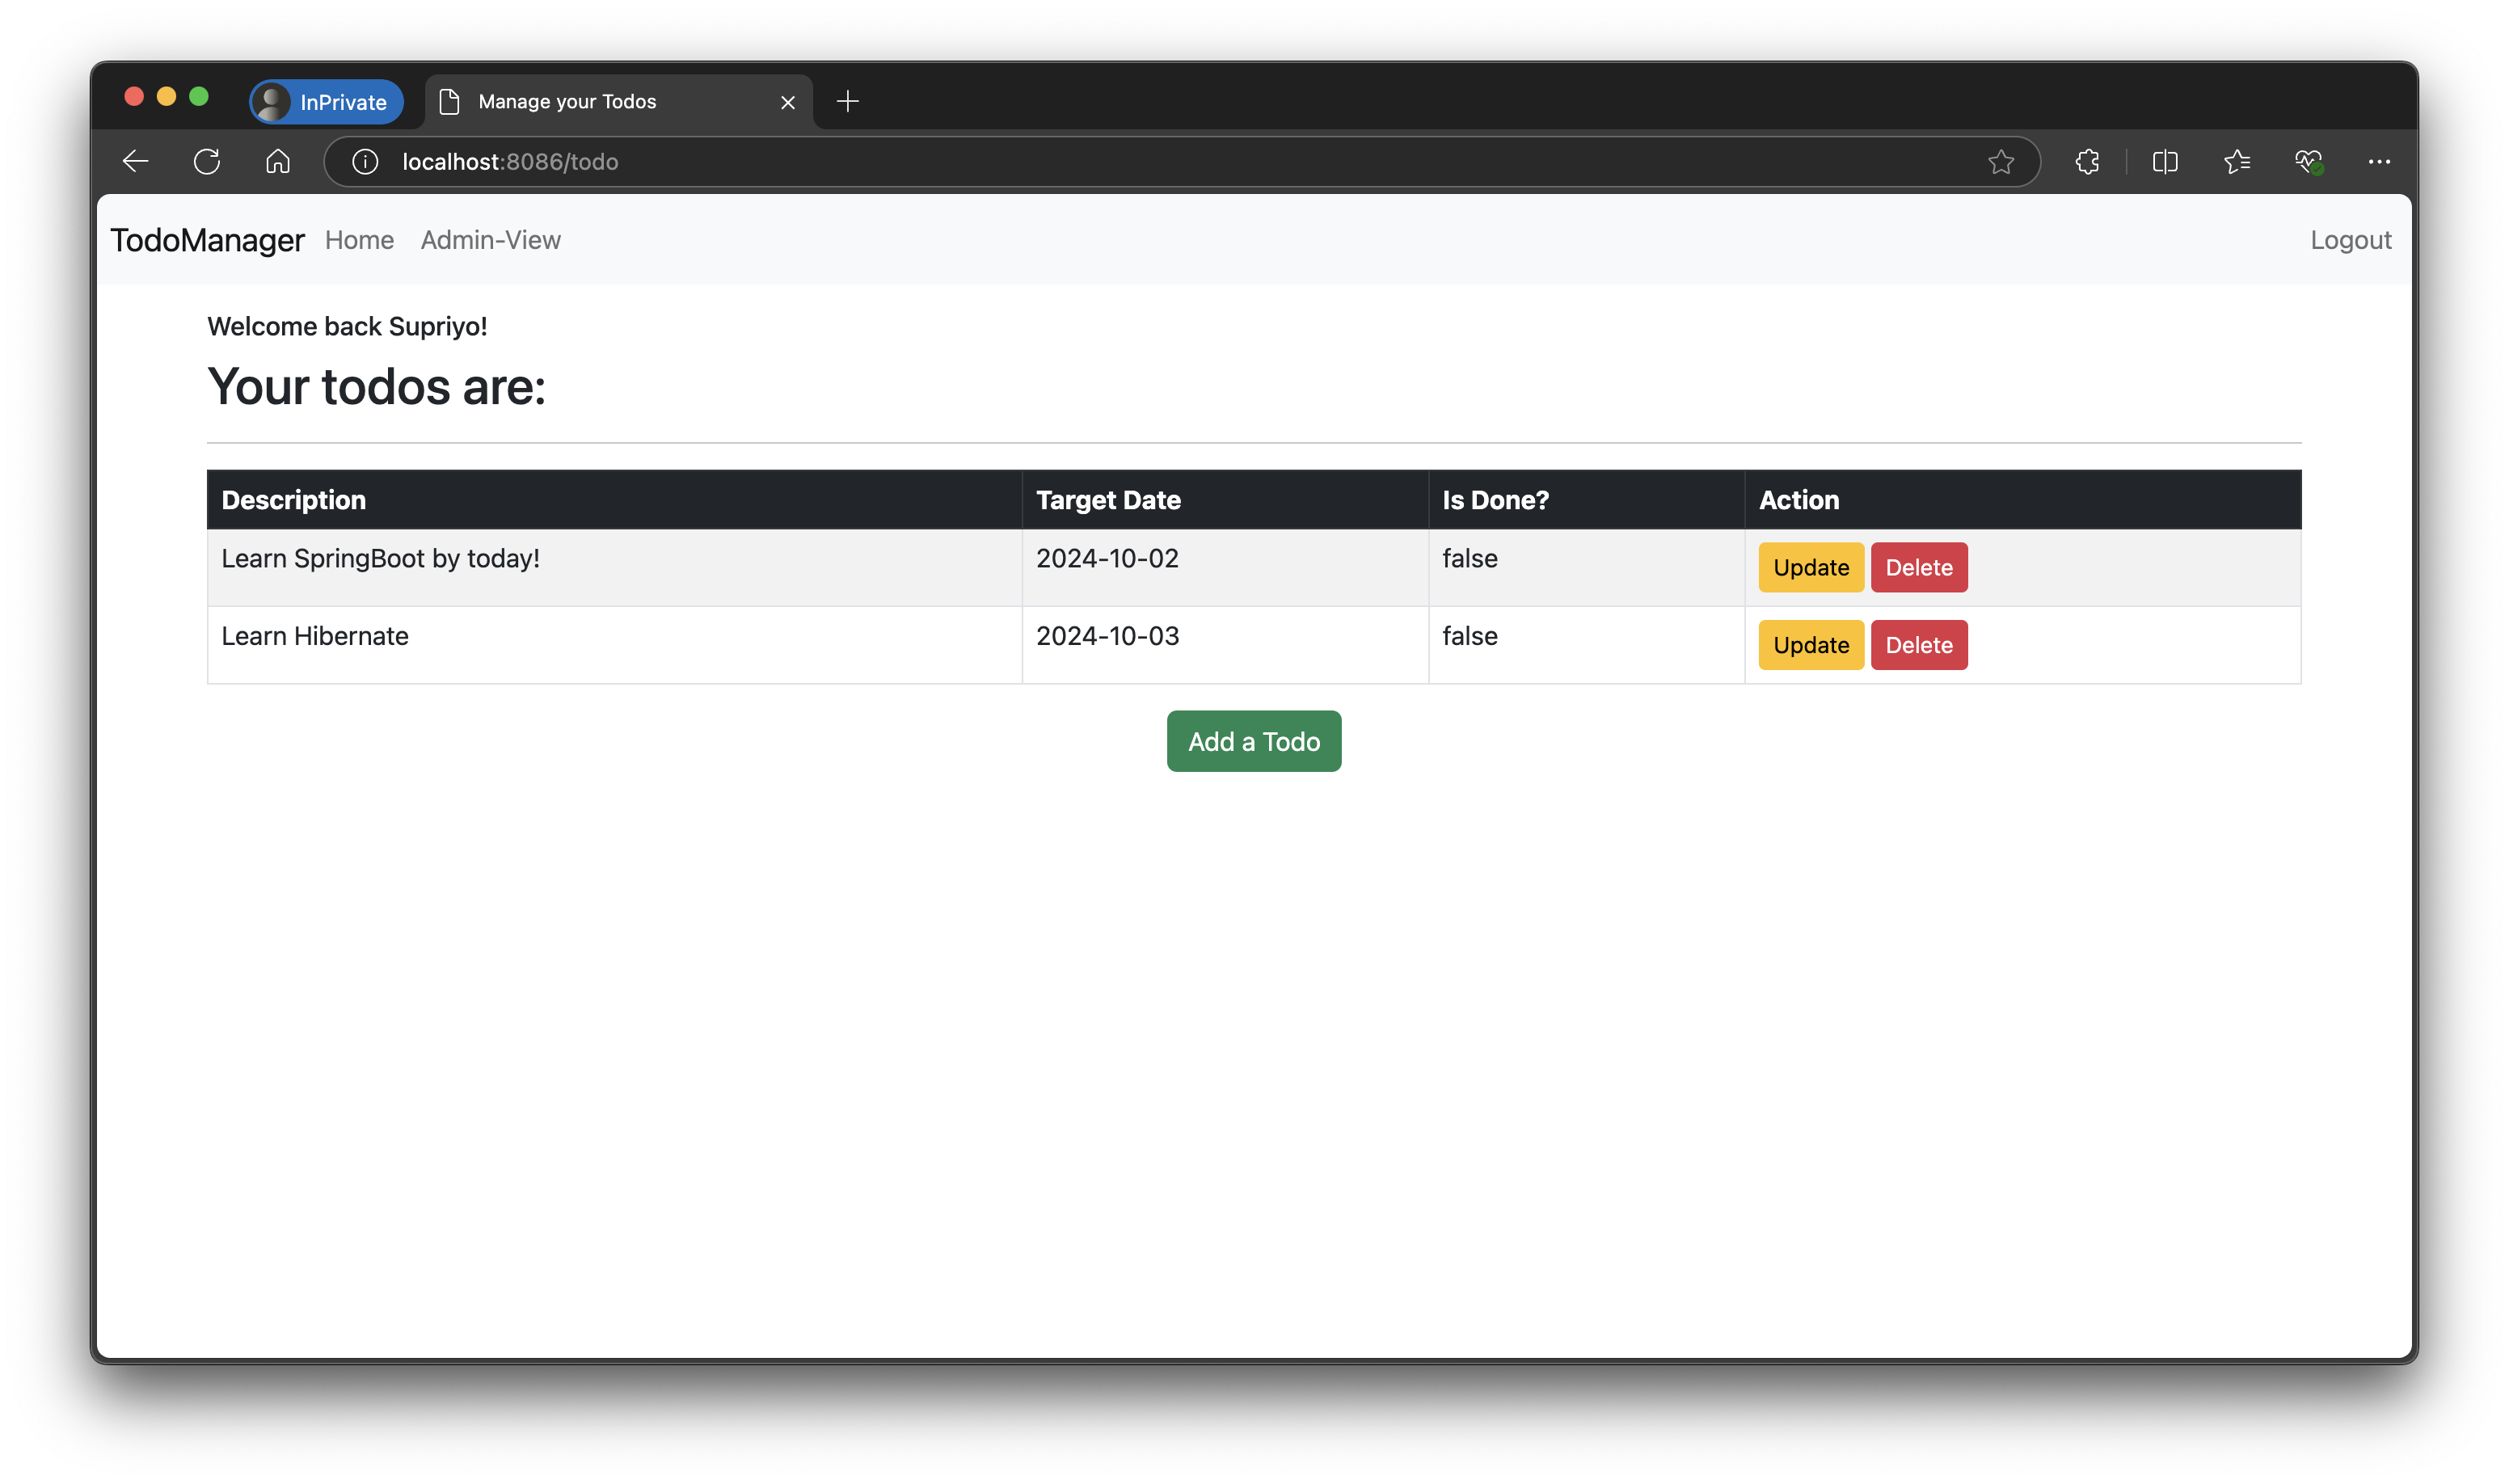 InPrivate Manage your Todos
localhost:8086/todo
TodoManager Home Admin-View Logout
Welcome back Supriyo!
Your todos are:
Description Target Date Is Done? Action
Learn SpringBoot by today! 2024-10-02 false Update Delete
Learn Hibernate 2024-10-03 false Update Delete
Add a Todo